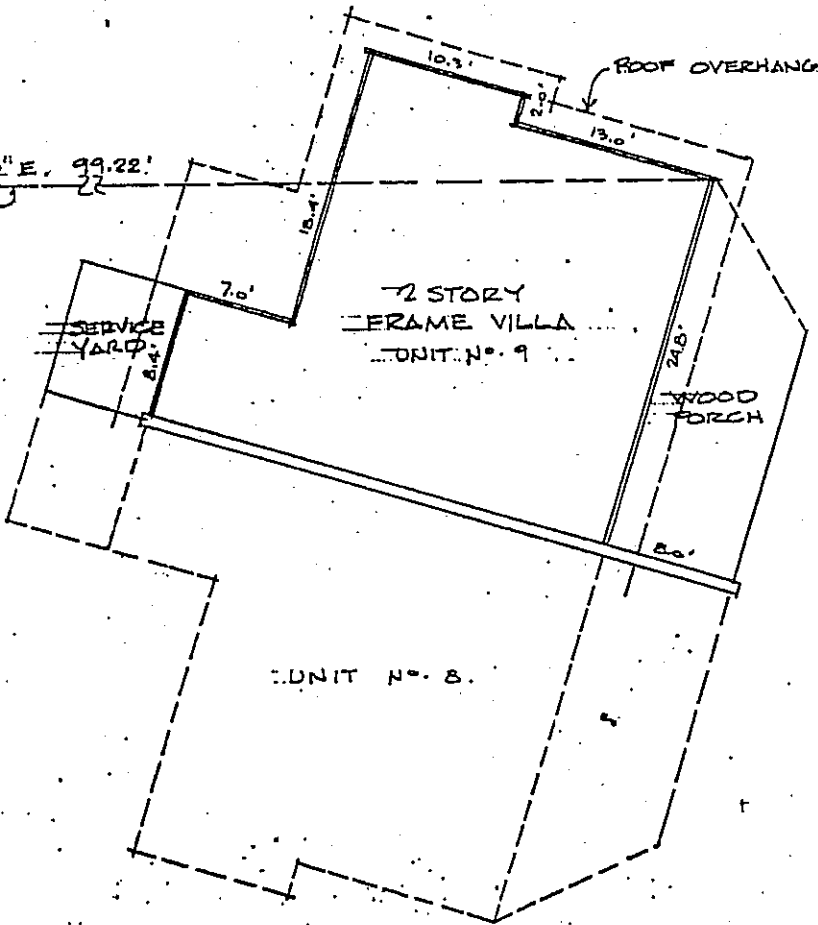 ROOF OVERHANG
10.3'
2.0'
13.0'
"E. 99.22'
18.4'
7.0'
2 STORY
FRAME VILLA
UNIT Nº. 9
SERVICE
YARD
8.4'
24.8'
WOOD
PORCH
8.0'
UNIT Nº. 8